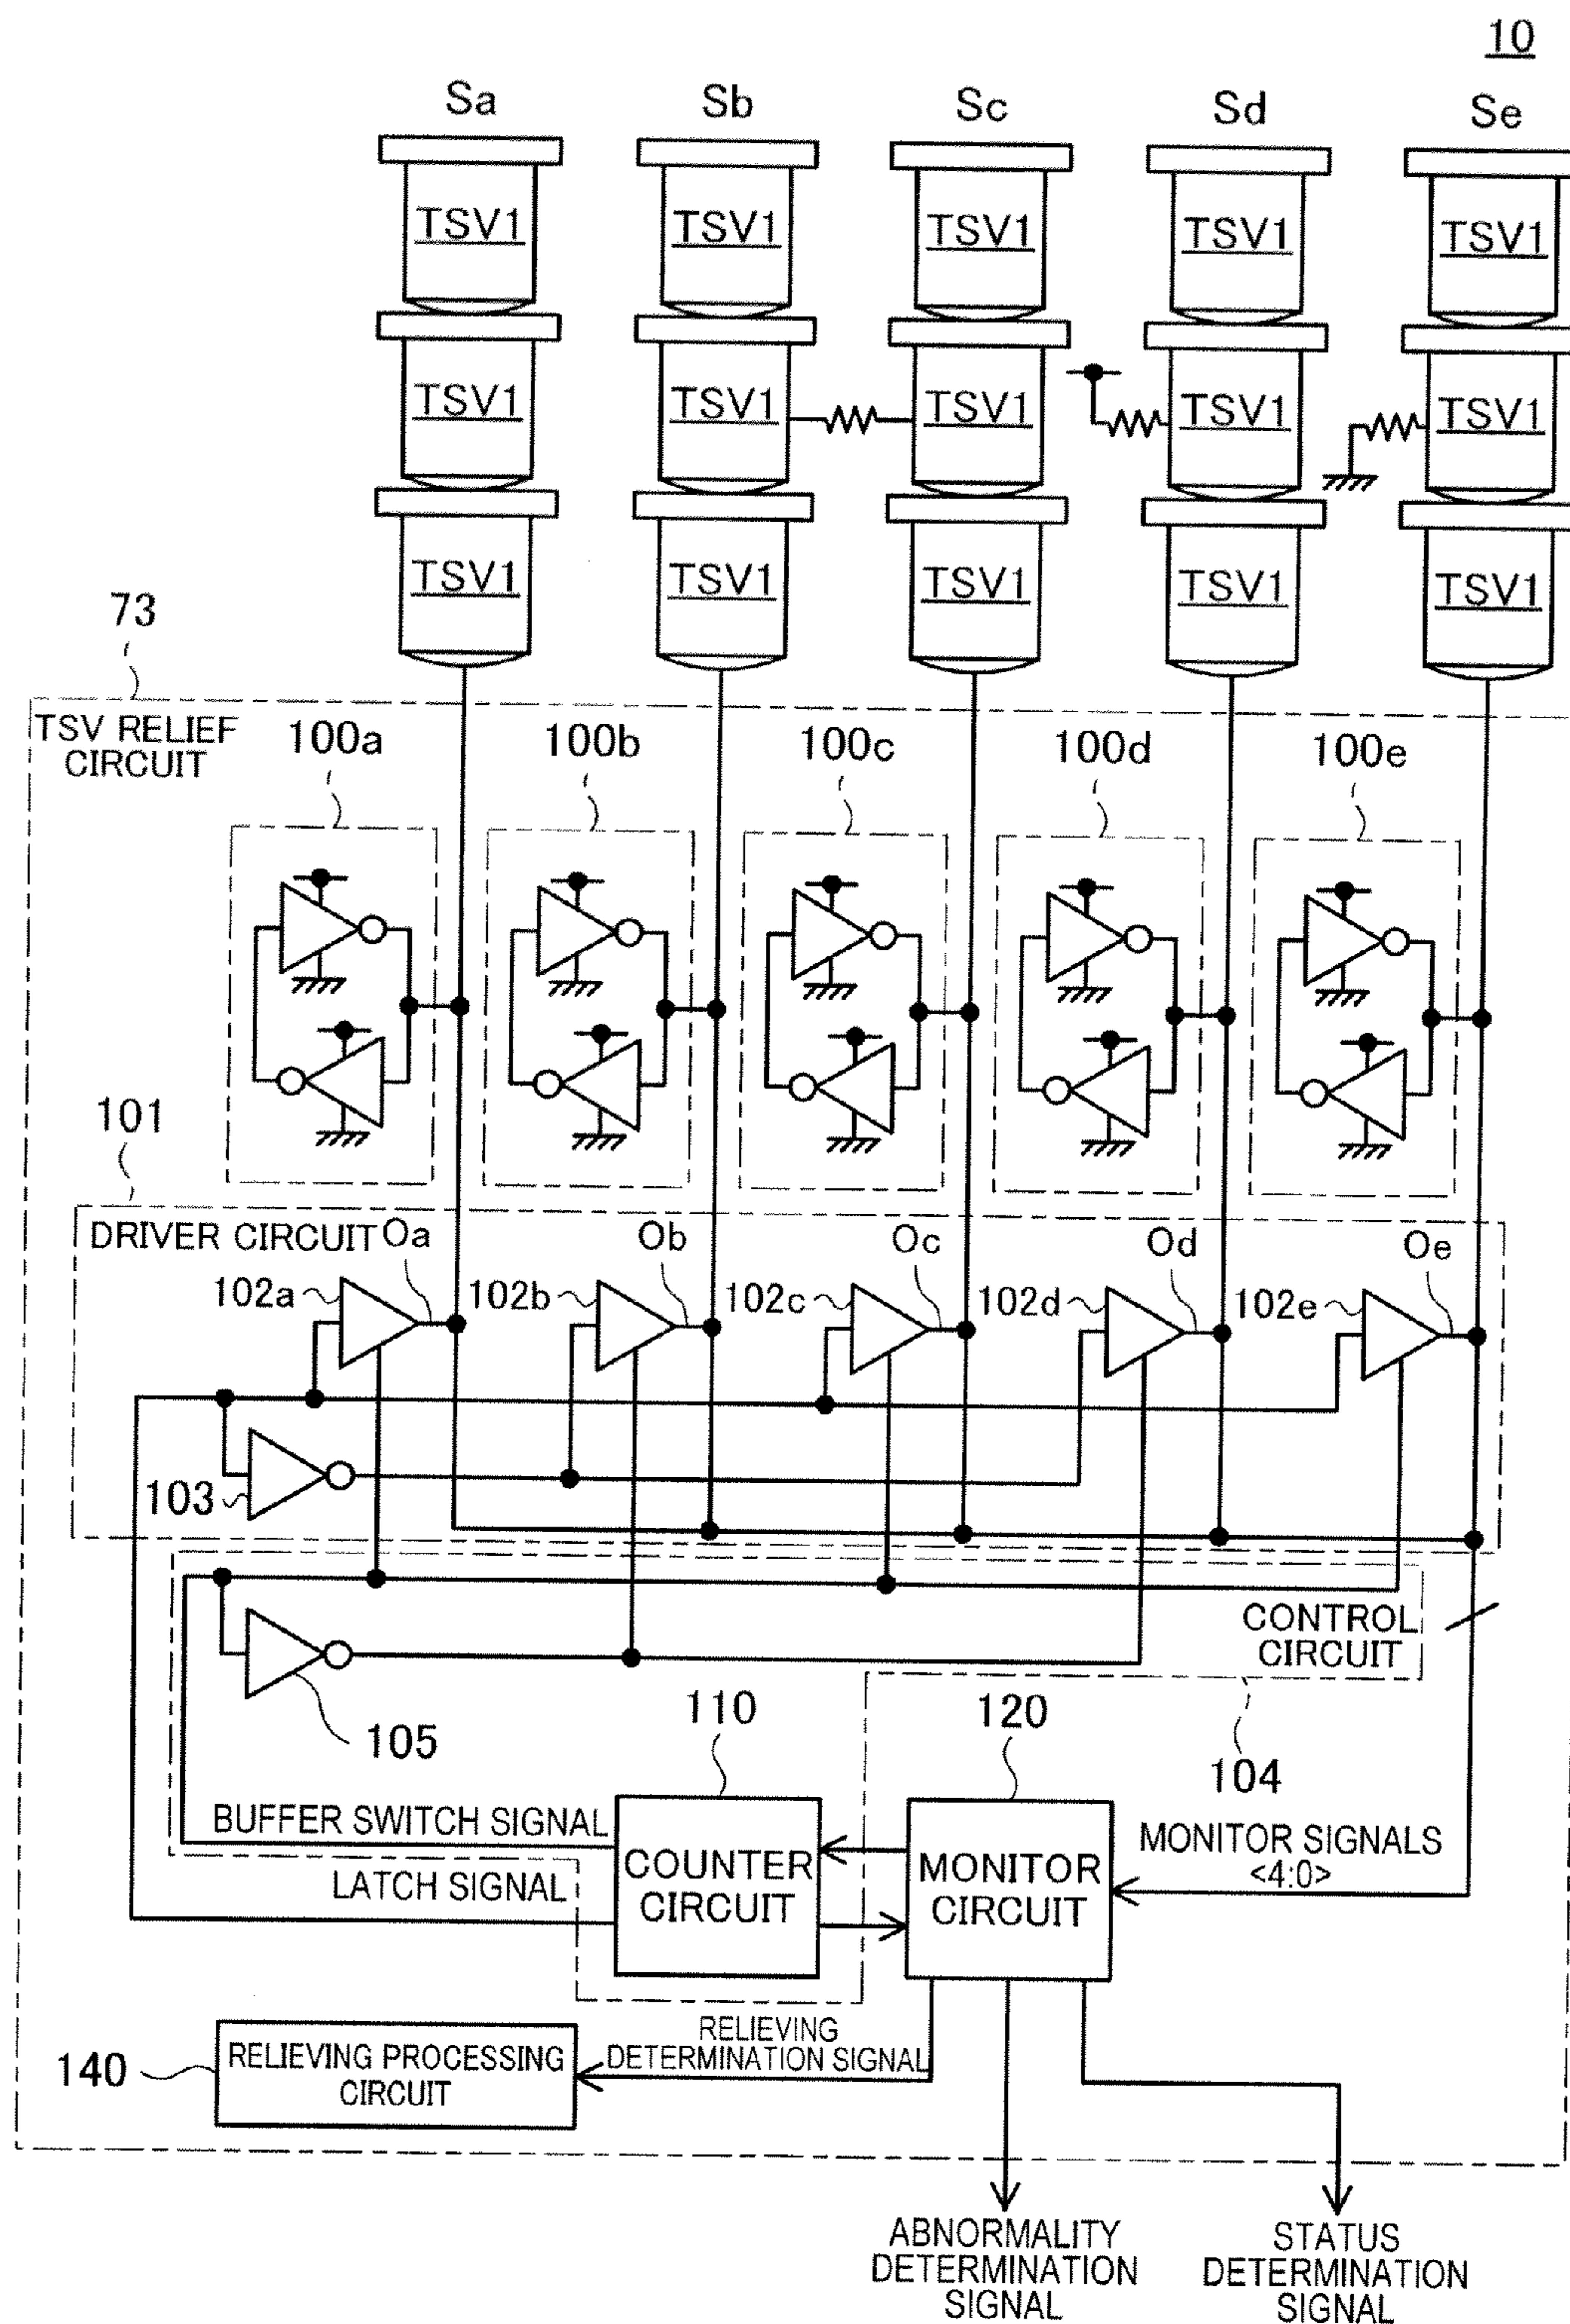 10
Sa Sb Sc Sd Se
TSV1 TSV1 TSV1 TSV1 TSV1
TSV1 TSV1 TSV1 TSV1 TSV1
TSV1 TSV1 TSV1 TSV1 TSV1
73
TSV RELIEF
CIRCUIT
100a 100b 100c 100d 100e
101
DRIVER CIRCUIT Oa Ob Oc Od Oe
102a 102b 102c 102d 102e
103
CONTROL
CIRCUIT
105
110 120 104
BUFFER SWITCH SIGNAL
LATCH SIGNAL
COUNTER
CIRCUIT
MONITOR
CIRCUIT
MONITOR SIGNALS
<4:0>
RELIEVING
DETERMINATION SIGNAL
140
RELIEVING PROCESSING
CIRCUIT
ABNORMALITY
DETERMINATION
SIGNAL
STATUS
DETERMINATION
SIGNAL